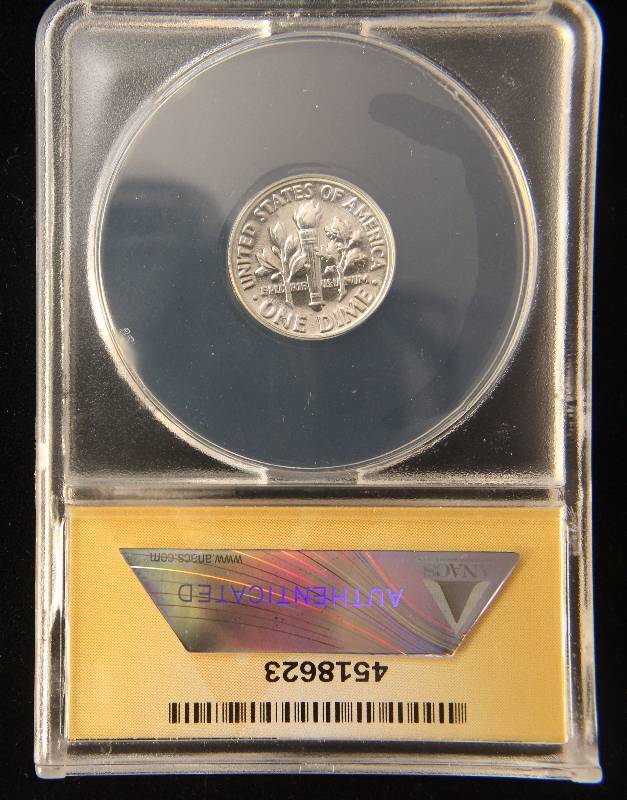 UNITED STATES OF AMERICA
E PLURIBUS UNUM
· ONE DIME ·
4518623
AUTHENTICATED
ANACS
www.anacs.com